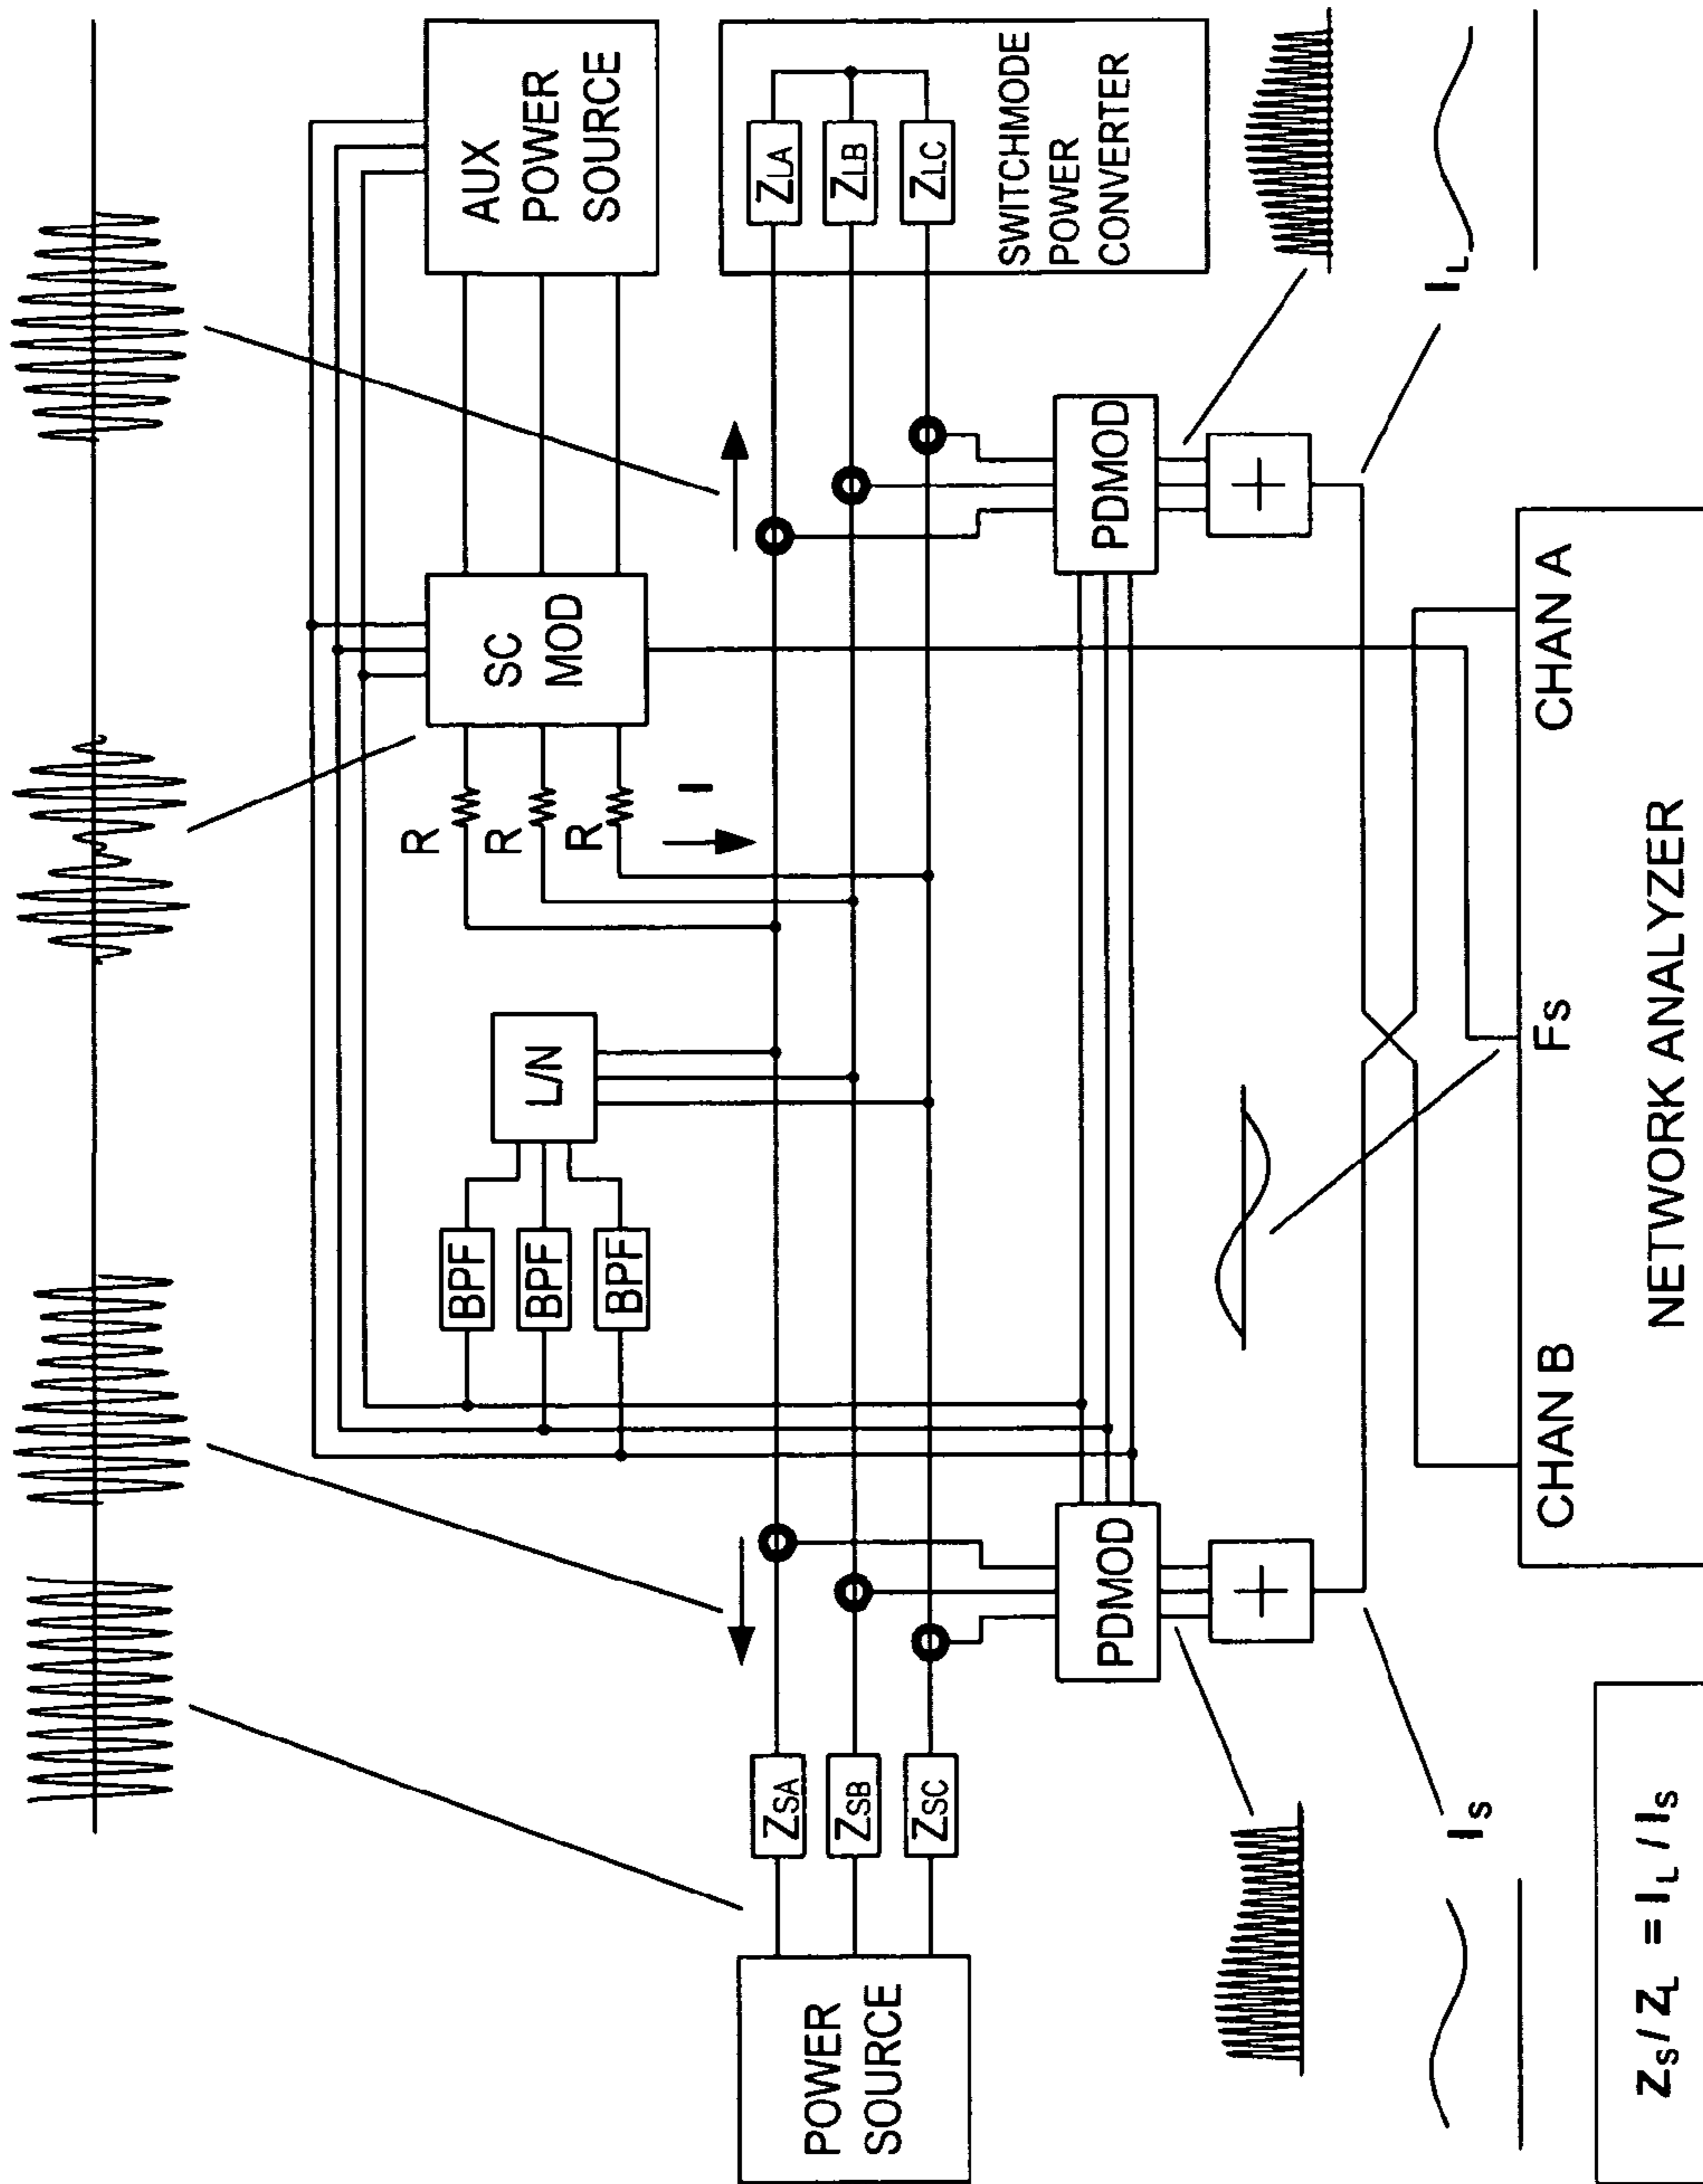 AUX
POWER
SOURCE
SC
MOD
R
R
R
I
L/N
BPF
BPF
BPF
POWER
SOURCE
ZSA
ZSB
ZSC
ZLA
ZLB
ZLC
SWITCHMODE
POWER
CONVERTER
PDMOD
PDMOD
+
+
IS
IL
CHAN B
Fs
CHAN A
NETWORK ANALYZER
ZS/ZL = IL/IS